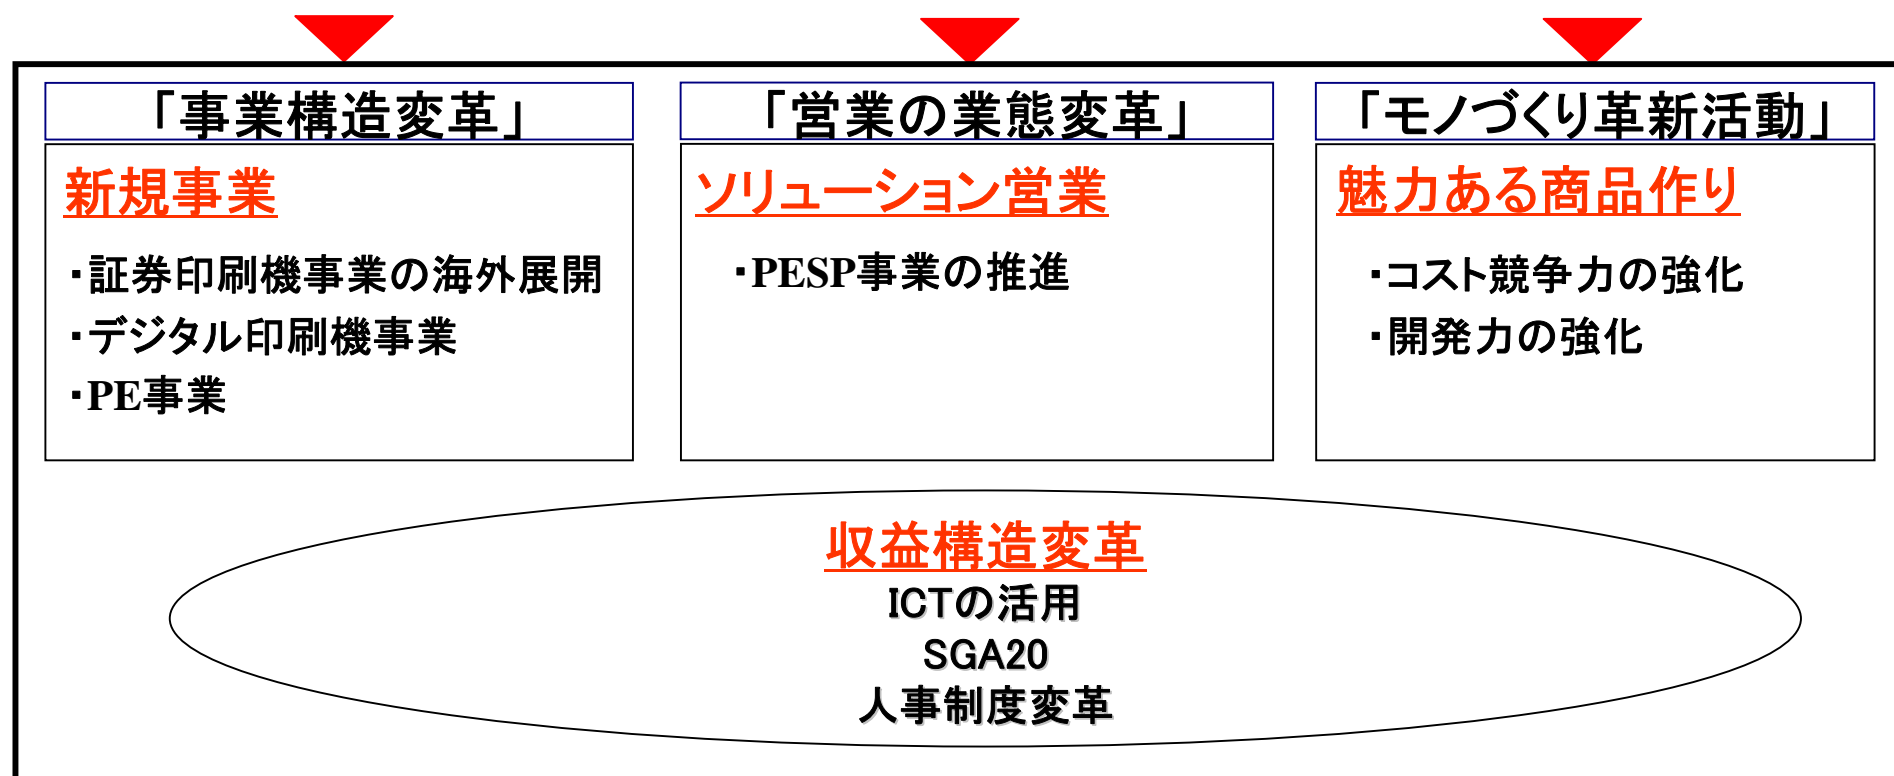 「事業構造変革」
新規事業
・証券印刷機事業の海外展開
・デジタル印刷機事業
・PE事業
「営業の業態変革」
ソリューション営業
・PESP事業の推進
「モノづくり革新活動」
魅力ある商品作り
・コスト競争力の強化
・開発力の強化
収益構造変革
ICTの活用
SGA20
人事制度変革